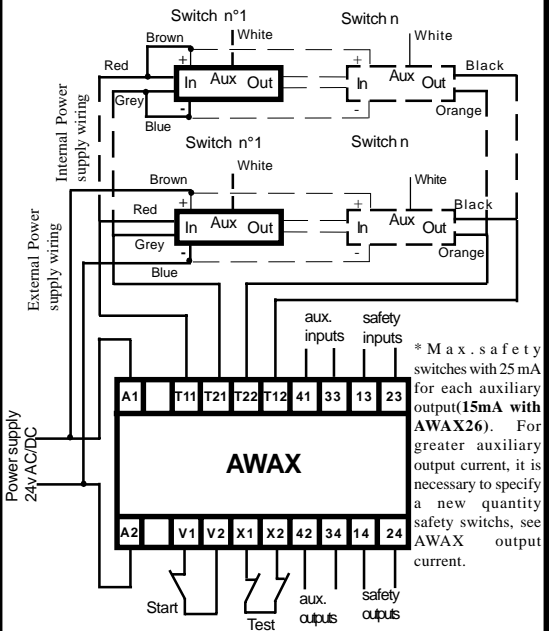 Switch n°1
Switch n
Brown
White
White
Red
+
+
Black
In Aux Out
In Aux Out
Grey
-
-
Orange
Blue
Internal Power
supply wiring
Switch n°1
Switch n
White
Brown
White
Red
+
+
Black
In Aux Out
In Aux Out
Grey
-
-
Orange
Blue
External Power
supply wiring
aux.
inputs
safety
inputs
A1 T11 T21 T22 T12 41 33 13 23
AWAX
A2 V1 V2 X1 X2 42 34 14 24
Power supply
24v AC/DC
Start
Test
aux.
outputs
safety
outputs
* Max. safety
switches with 25 mA
for each auxiliary
output(15mA with
AWAX26). For
greater auxiliary
output current, it is
necessary to specify
a new quantity
safety switchs, see
AWAX output
current.